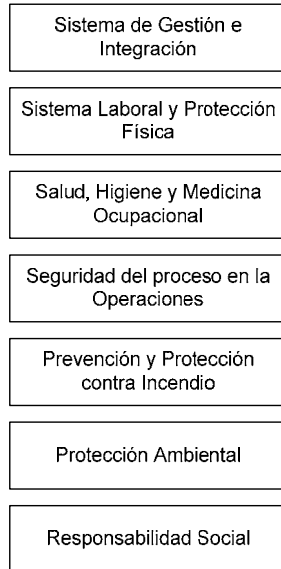 Sistema de Gestión e
Integración
Sistema Laboral y Protección
Física
Salud, Higiene y Medicina
Ocupacional
Seguridad del proceso en la
Operaciones
Prevención y Protección
contra Incendio
Protección Ambiental
Responsabilidad Social